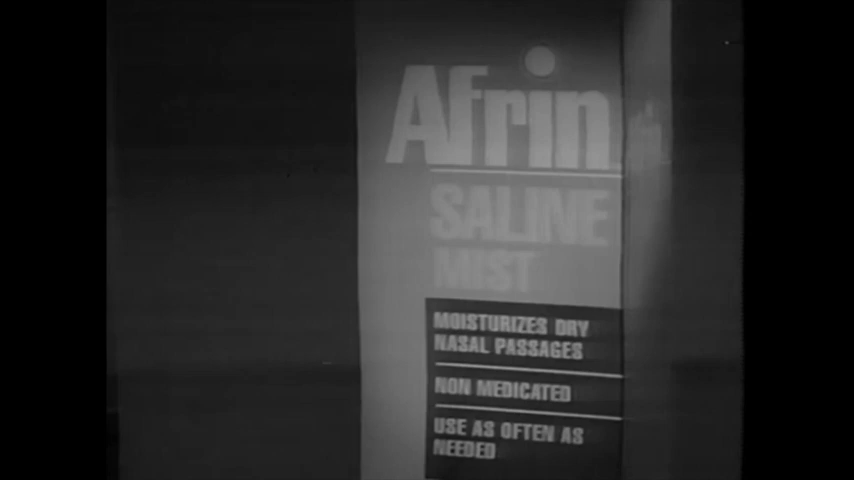 Afrin
SALINE
MIST
MOISTURIZES DRY
NASAL PASSAGES
NON MEDICATED
USE AS OFTEN AS
NEEDED